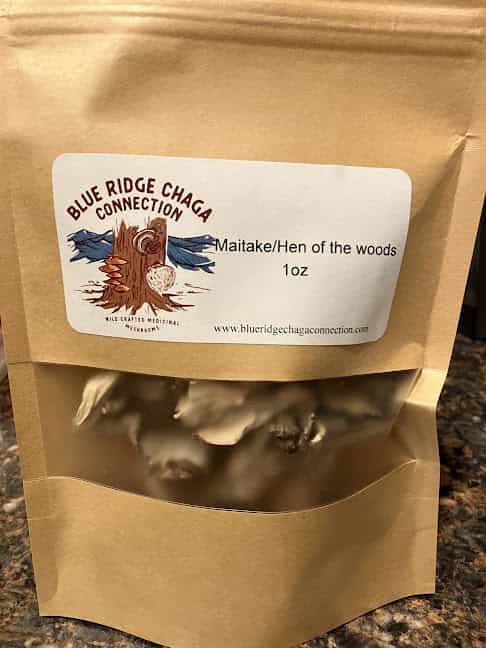 BLUE RIDGE CHAGA
CONNECTION
Maitake/Hen of the woods
1oz
WILD CRAFTED MEDICINAL
MUSHROOMS
www.blueridgechagaconnection.com